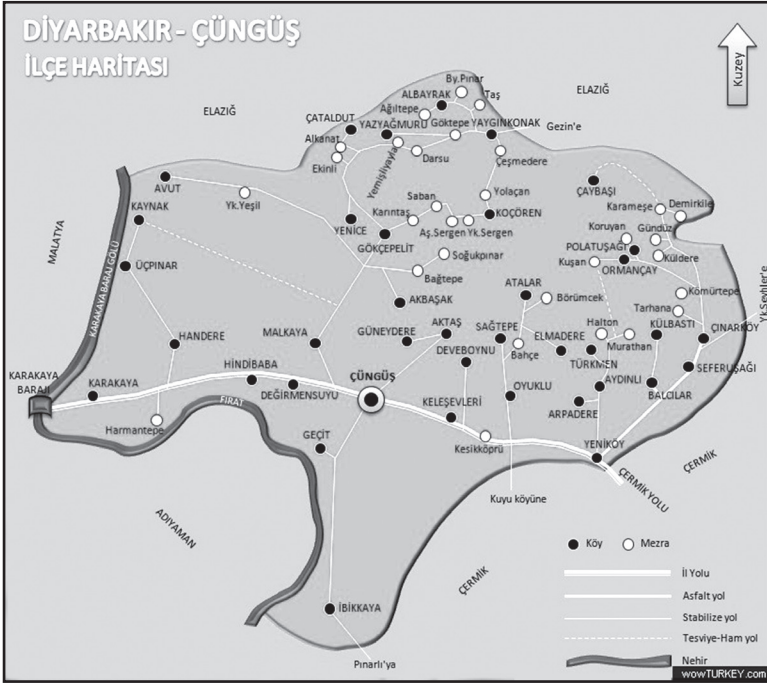 DİYARBAKIR - ÇÜNGÜŞ
İLÇE HARİTASI
Kuzey
ELAZIĞ
ELAZIĞ
By.Pınar
ALBAYRAK
Taş
Ağıltepe
ÇATALDUT
YAZYAĞMURU
Göktepe
YAYGINKONAK
Gezin'e
Alkanat
Ekinli
Yemişliyayla
Darsu
Çeşmedere
AVUT
Yk.Yeşil
Yolaçan
ÇAYBAŞI
KAYNAK
Saban
Karıntaş
KOÇÖREN
Karameşe
Demirkile
MALATYA
YENİCE
Aş.Sergen
Yk.Sergen
GÖKÇEPELİT
Koruyan
Gündüz
POLATUŞAĞI
Soğukpınar
Kuşan
ORMANÇAY
Küldere
ÜÇPINAR
Bağtepe
KARAKAYA BARAJ GÖLÜ
ATALAR
Börümcek
Kömürtepe
Yk.Şeyhler'e
AKBAŞAK
Tarhana
HANDERE
MALKAYA
GÜNEYDERE
AKTAŞ
SAĞTEPE
ELMADERE
Halton
KÜLBASTI
ÇINARKÖY
DEVEBOYNU
Bahçe
Murathan
TÜRKMEN
SEFERUŞAĞI
KARAKAYA
BARAJI
KARAKAYA
HİNDİBABA
DEĞİRMENSUYU
ÇÜNGÜŞ
OYUKLU
AYDINLI
BALCILAR
FIRAT
KELEŞEVLERİ
ARPADERE
Harmantepe
GEÇİT
Kesikköprü
YENİKÖY
ÇERMİK
ÇERMİK YOLU
Kuyu köyüne
ADIYAMAN
ÇERMİK
Köy
Mezra
İl Yolu
Asfalt yol
Stabilize yol
Tesviye-Ham yol
Nehir
İBİKKAYA
Pınarlı'ya
wowTURKEY.com